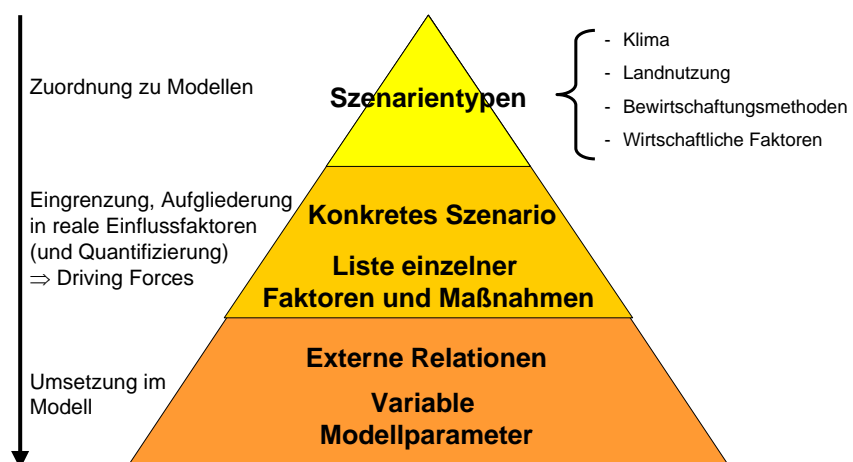 Zuordnung zu Modellen
Szenarientypen
- Klima
- Landnutzung
- Bewirtschaftungsmethoden
- Wirtschaftliche Faktoren
Eingrenzung, Aufgliederung
in reale Einflussfaktoren
(und Quantifizierung)
⇒ Driving Forces
Konkretes Szenario
Liste einzelner
Faktoren und Maßnahmen
Umsetzung im
Modell
Externe Relationen
Variable
Modellparameter